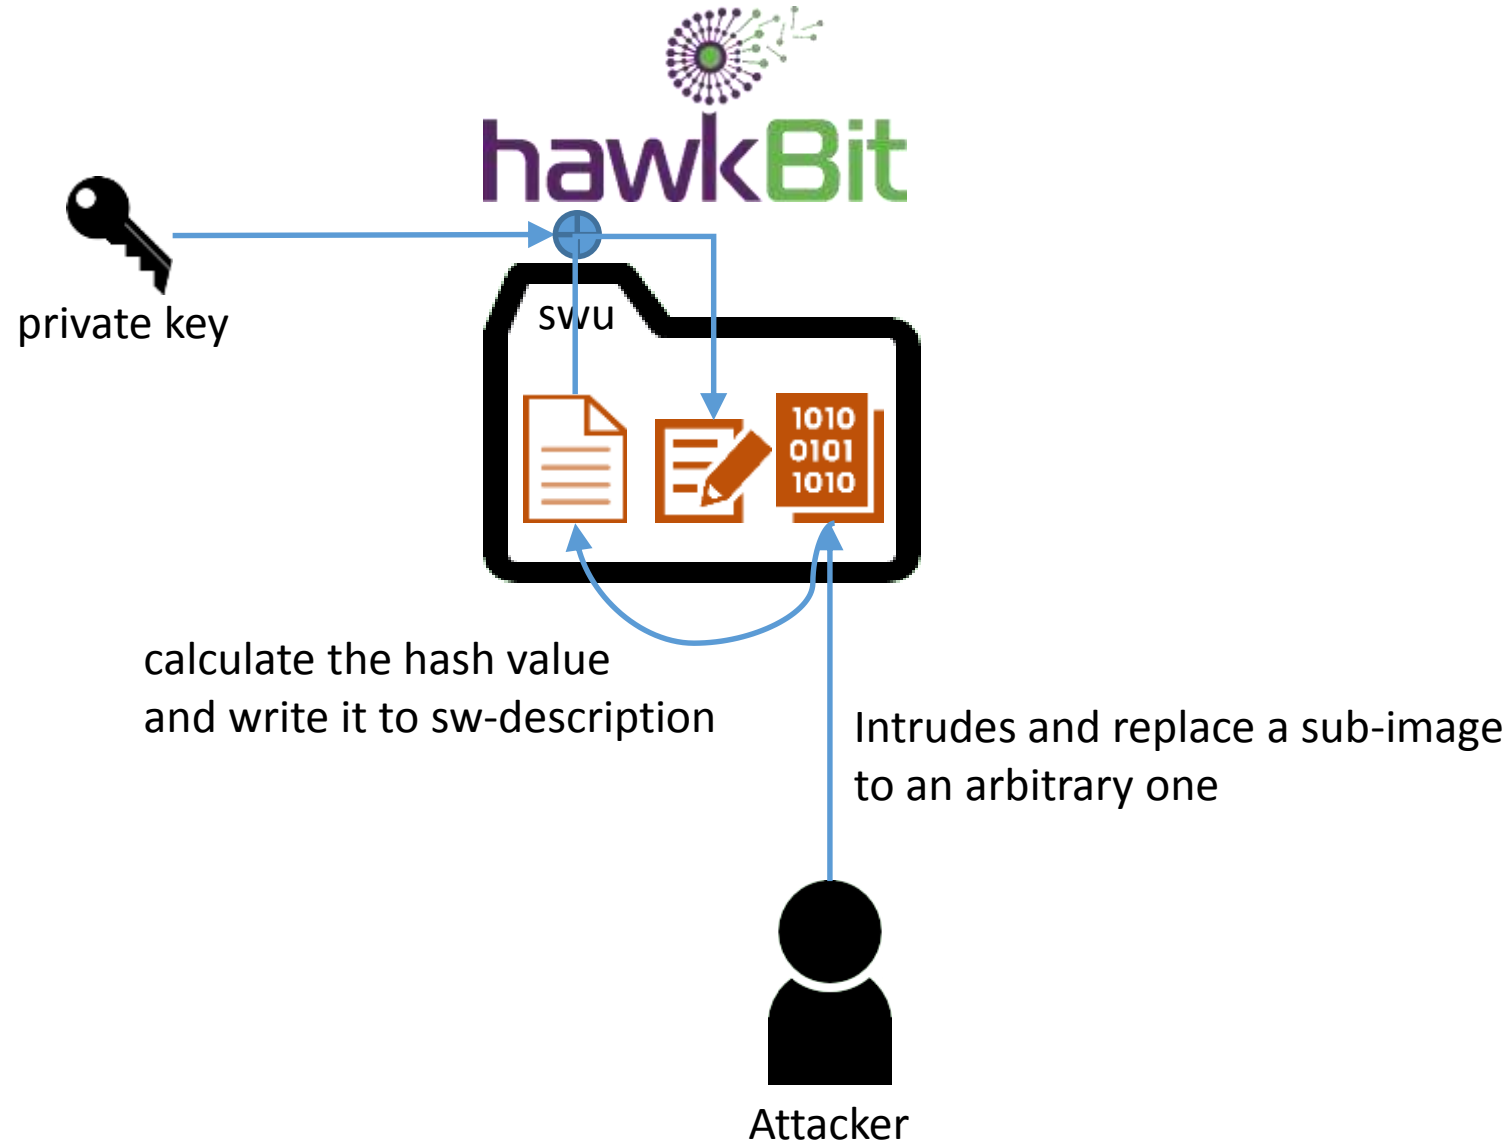 hawkBit
private key
swu
1010
0101
1010
calculate the hash value
and write it to sw-description
Intrudes and replace a sub-image
to an arbitrary one
Attacker